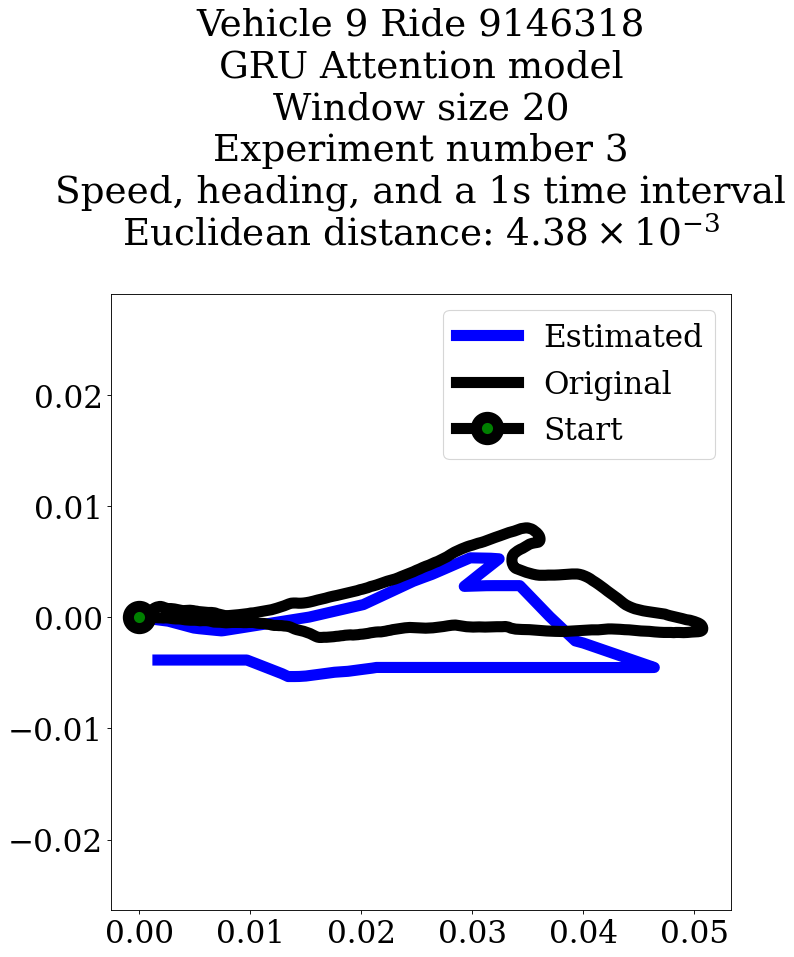 Vehicle 9 Ride 9146318
GRU Attention model
Window size 20
Experiment number 3
Speed, heading, and a 1s time interval
Euclidean distance: 4.38 × 10⁻³
Estimated
Original
Start
0.02
0.01
0.00
−0.01
−0.02
0.00 0.01 0.02 0.03 0.04 0.05